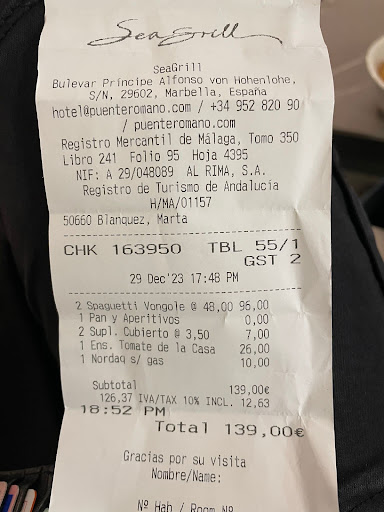 Sea Grill
SeaGrill
Bulevar Príncipe Alfonso von Hohenlohe,
S/N, 29602, Marbella, España
hotel@puenteromano.com / +34 952 820 90
/ puenteromano.com
Registro Mercantil de Málaga, Tomo 350
Libro 241 Folio 95 Hoja 4395
NIF: A 29/048089 AL RIMA, S.A.
Registro de Turismo de Andalucía
H/MA/01157
50660 Blanquez, Marta
CHK 163950 TBL 55/1
GST 2
29 Dec'23 17:48 PM
2 Spaguetti Vongole @ 48,00 96,00
1 Pan y Aperitivos 0,00
2 Supl. Cubierto @ 3,50 7,00
1 Ens. Tomate de la Casa 26,00
1 Nordaq s/ gas 10,00
Subtotal 139,00€
126,37 IVA/TAX 10% INCL. 12,63
18:52 PM
Total 139,00€
Gracias por su visita
Nombre/Name:
Nº Hab / Room Nº